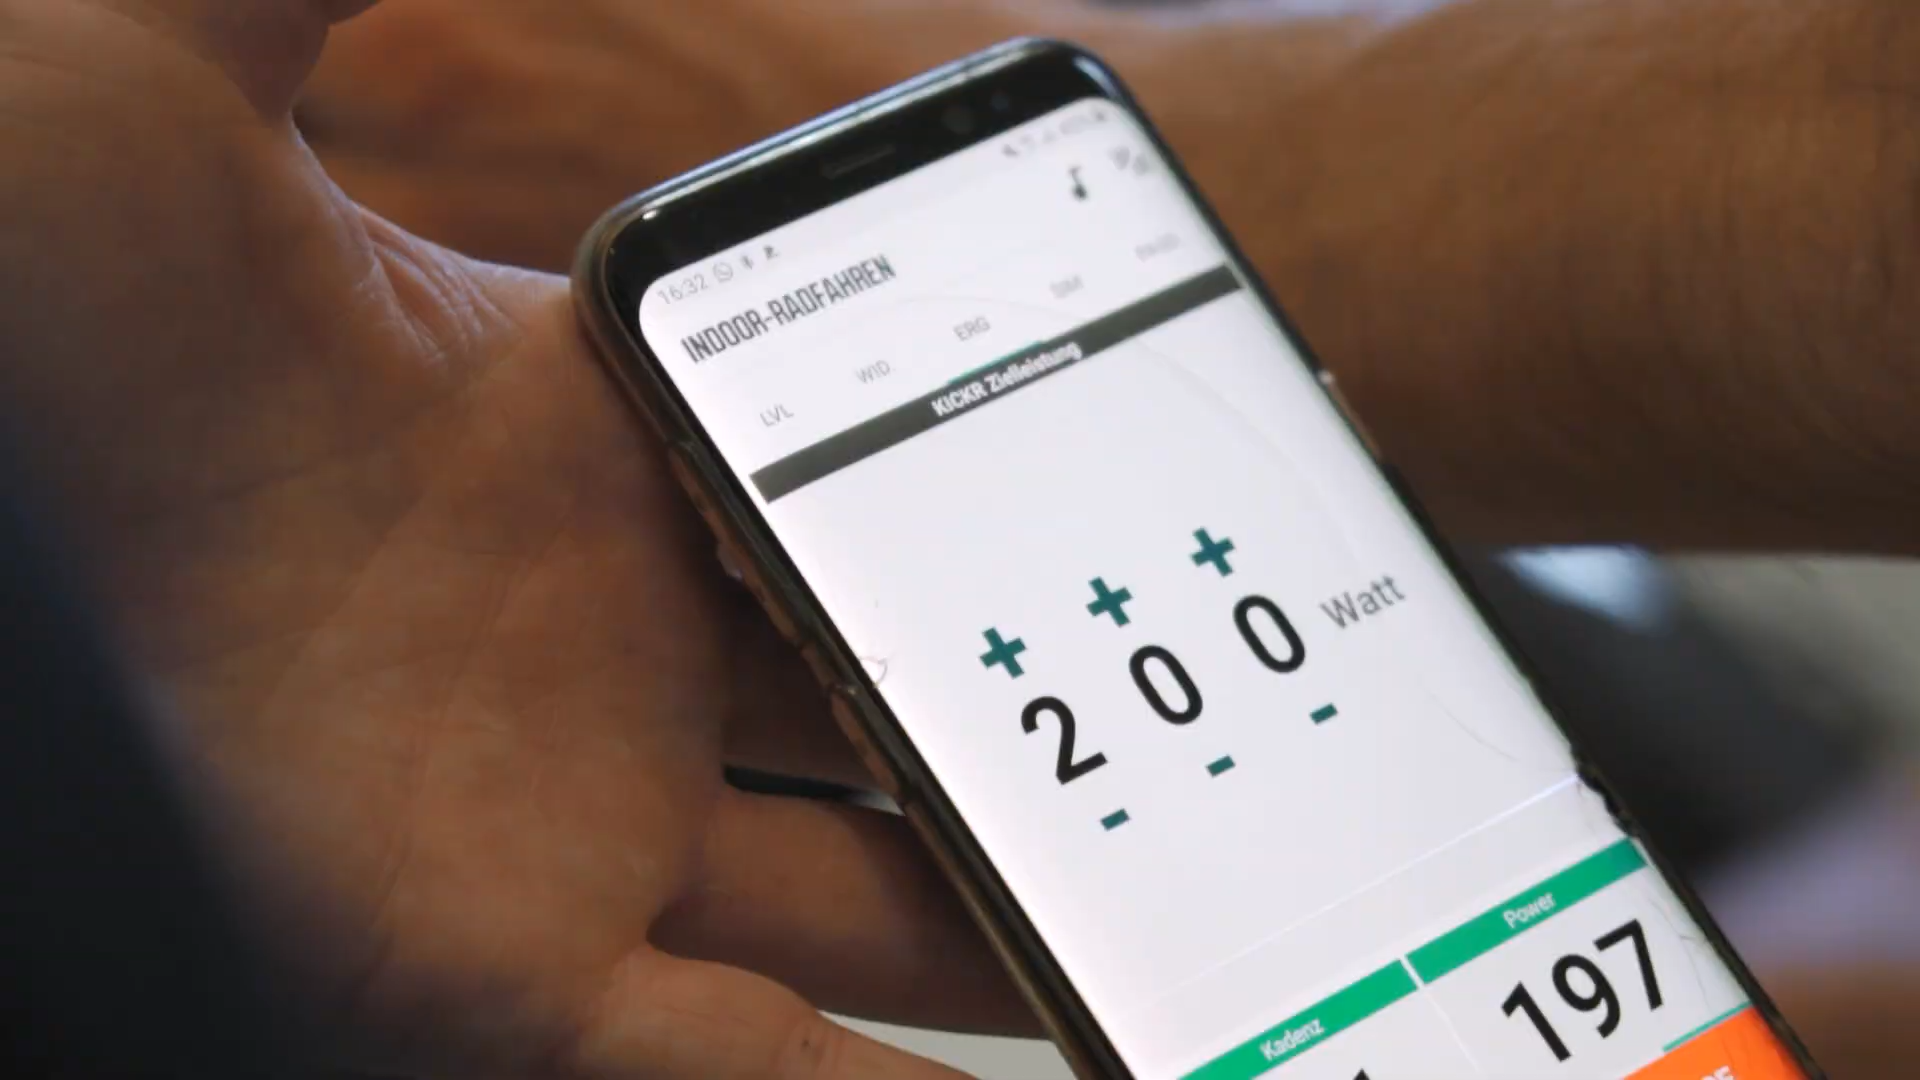 16:32
INDOOR-RADFAHREN
LVL WID ERG SIM
KICKR Zielleistung
+ + +
2 0 0 Watt
- - -
Kadenz Power
197